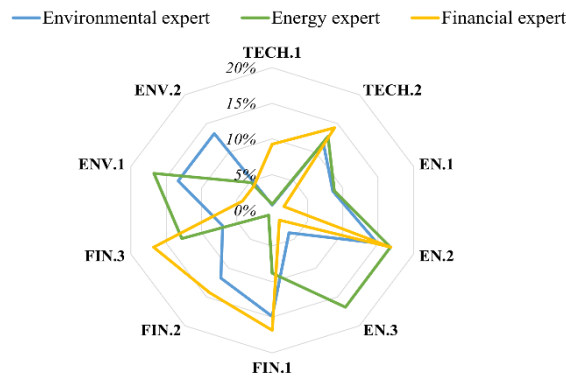 Environmental expert Energy expert Financial expert
TECH.1
20%
ENV.2 TECH.2
15%
10%
ENV.1 EN.1
5%
0%
FIN.3 EN.2
FIN.2 EN.3
FIN.1